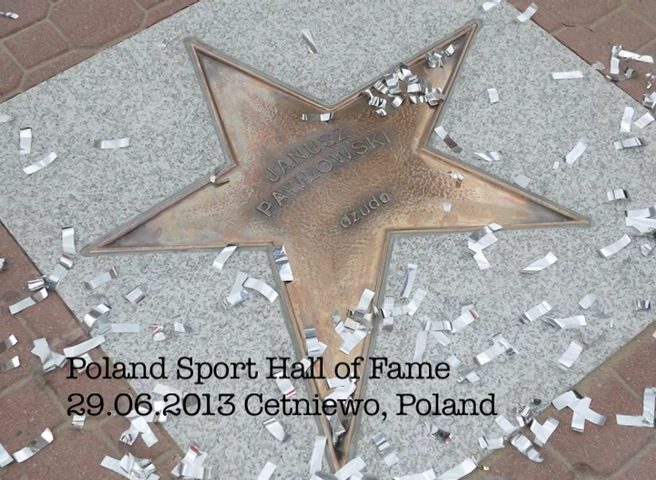 JANUSZ
PAWŁOWSKI
dżudo
Poland Sport Hall of Fame
29.06.2013 Cetniewo, Poland